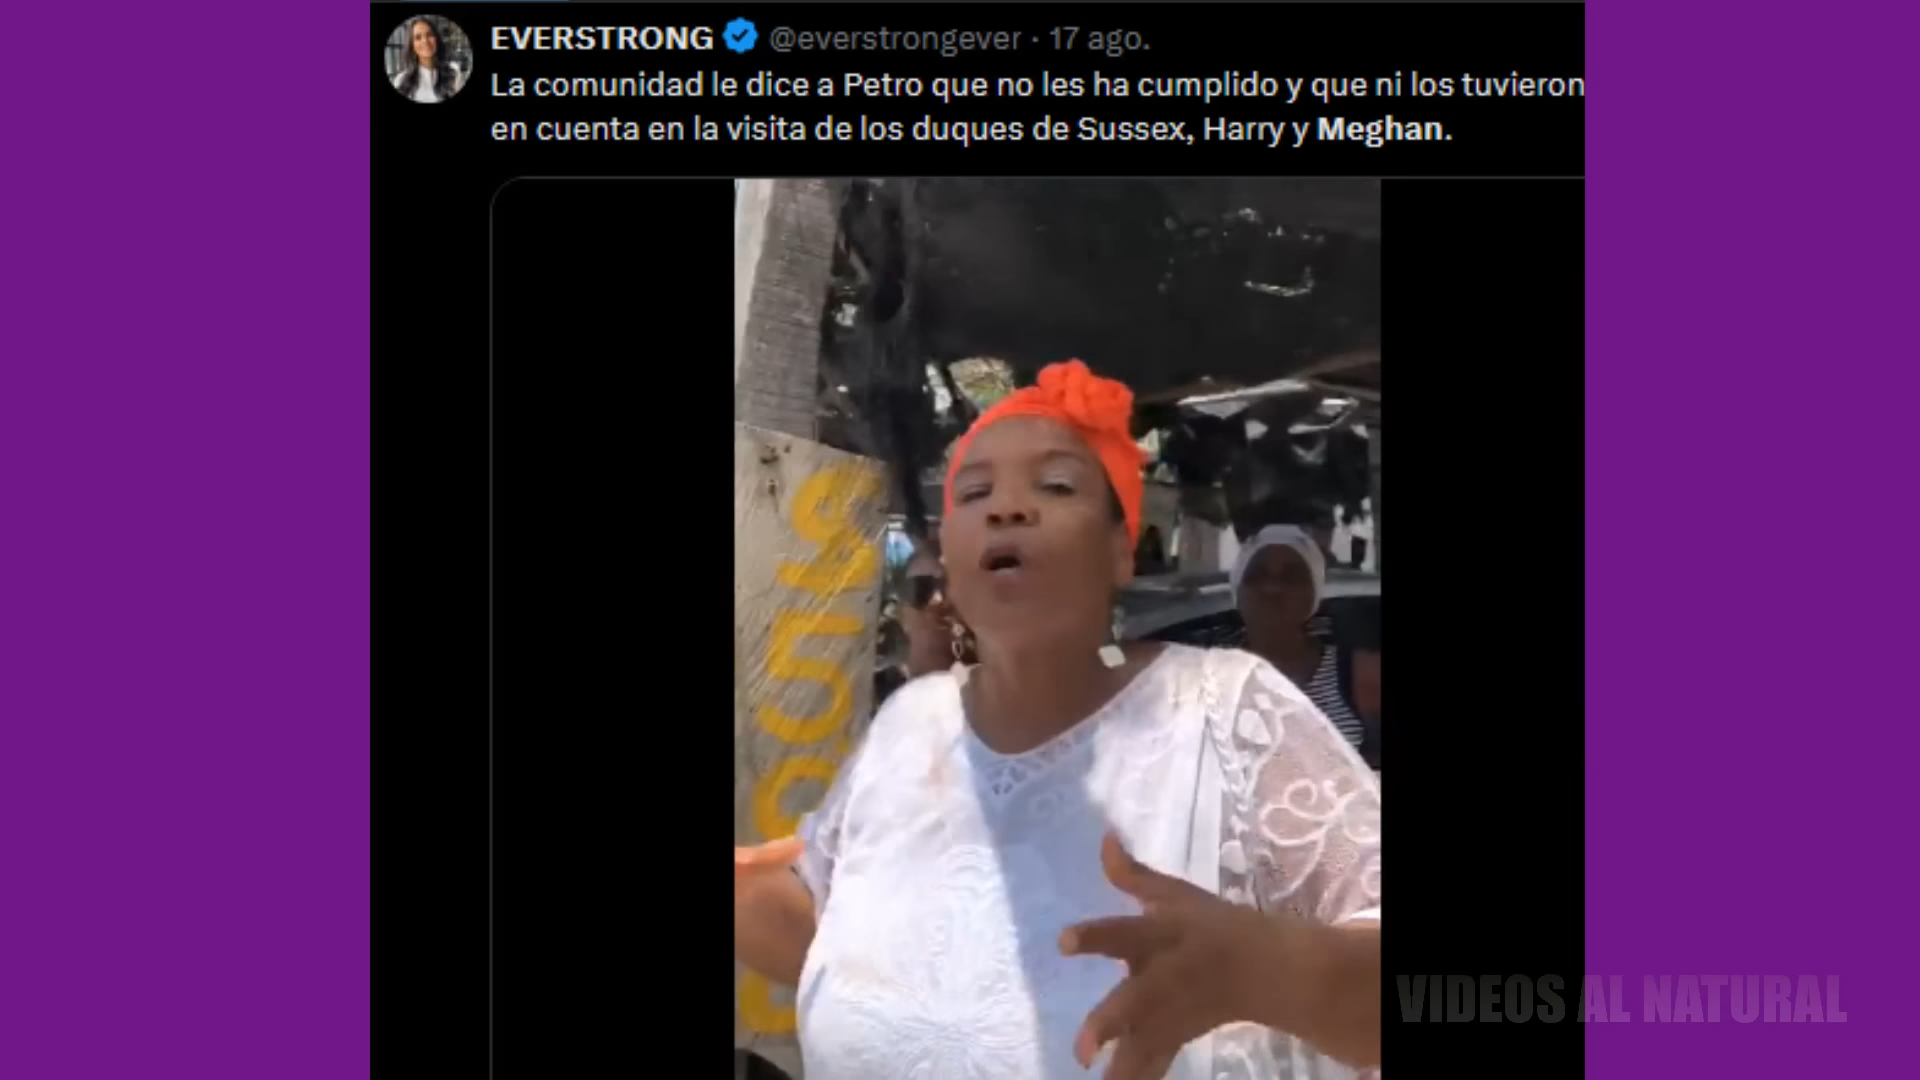 EVERSTRONG @everstrongever · 17 ago.
La comunidad le dice a Petro que no les ha cumplido y que ni los tuvieron
en cuenta en la visita de los duques de Sussex, Harry y Meghan.
VIDEOS AL NATURAL